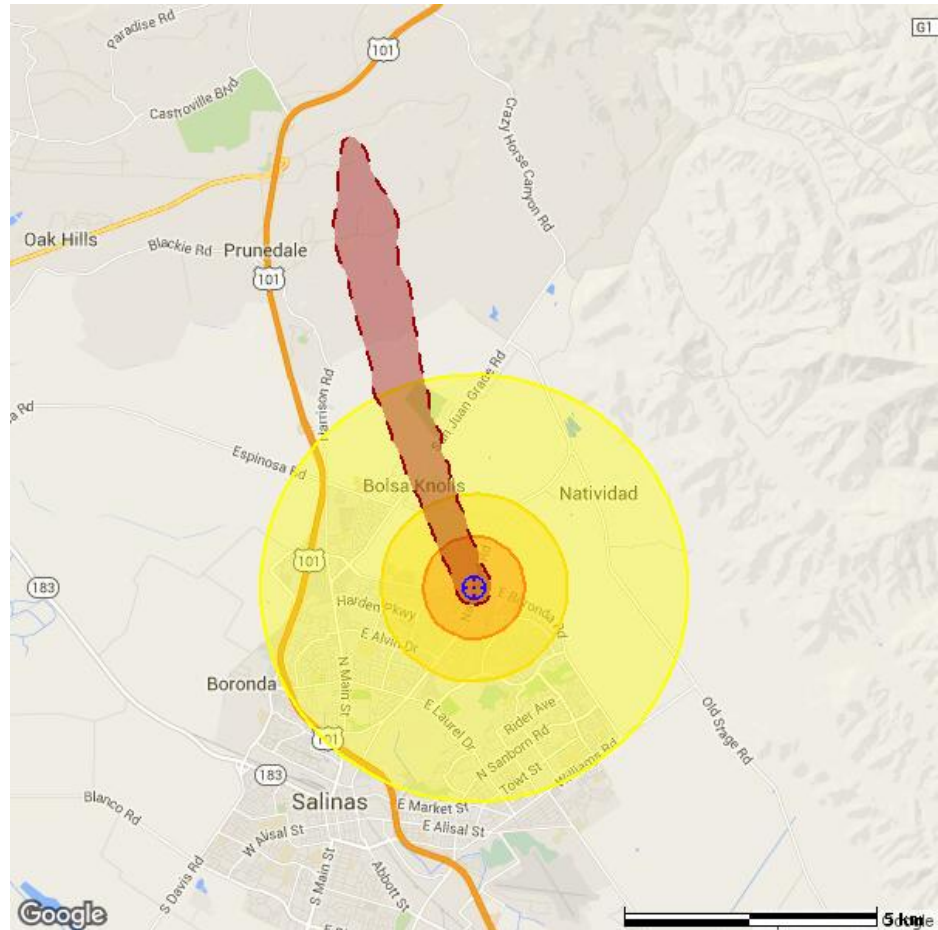 Paradise Rd
101
G1
Castroville Blvd
Crazy Horse Canyon Rd
Oak Hills
Blackie Rd
Prunedale
101
San Juan Grade Rd
Harrison Rd
Espinosa Rd
Bolsa Knolls
Natividad
101
183
Harden Pkwy
E Boronda Rd
E Alvin Dr
Boronda
N Main St
E Laurel Dr
Rider Ave
Old Stage Rd
101
N Sanborn Rd
Towt St
Williams Rd
183
Blanco Rd
Salinas
E Market St
E Alisal St
W Alisal St
S Davis Rd
S Main St
Abbott St
Google
5 km
Google